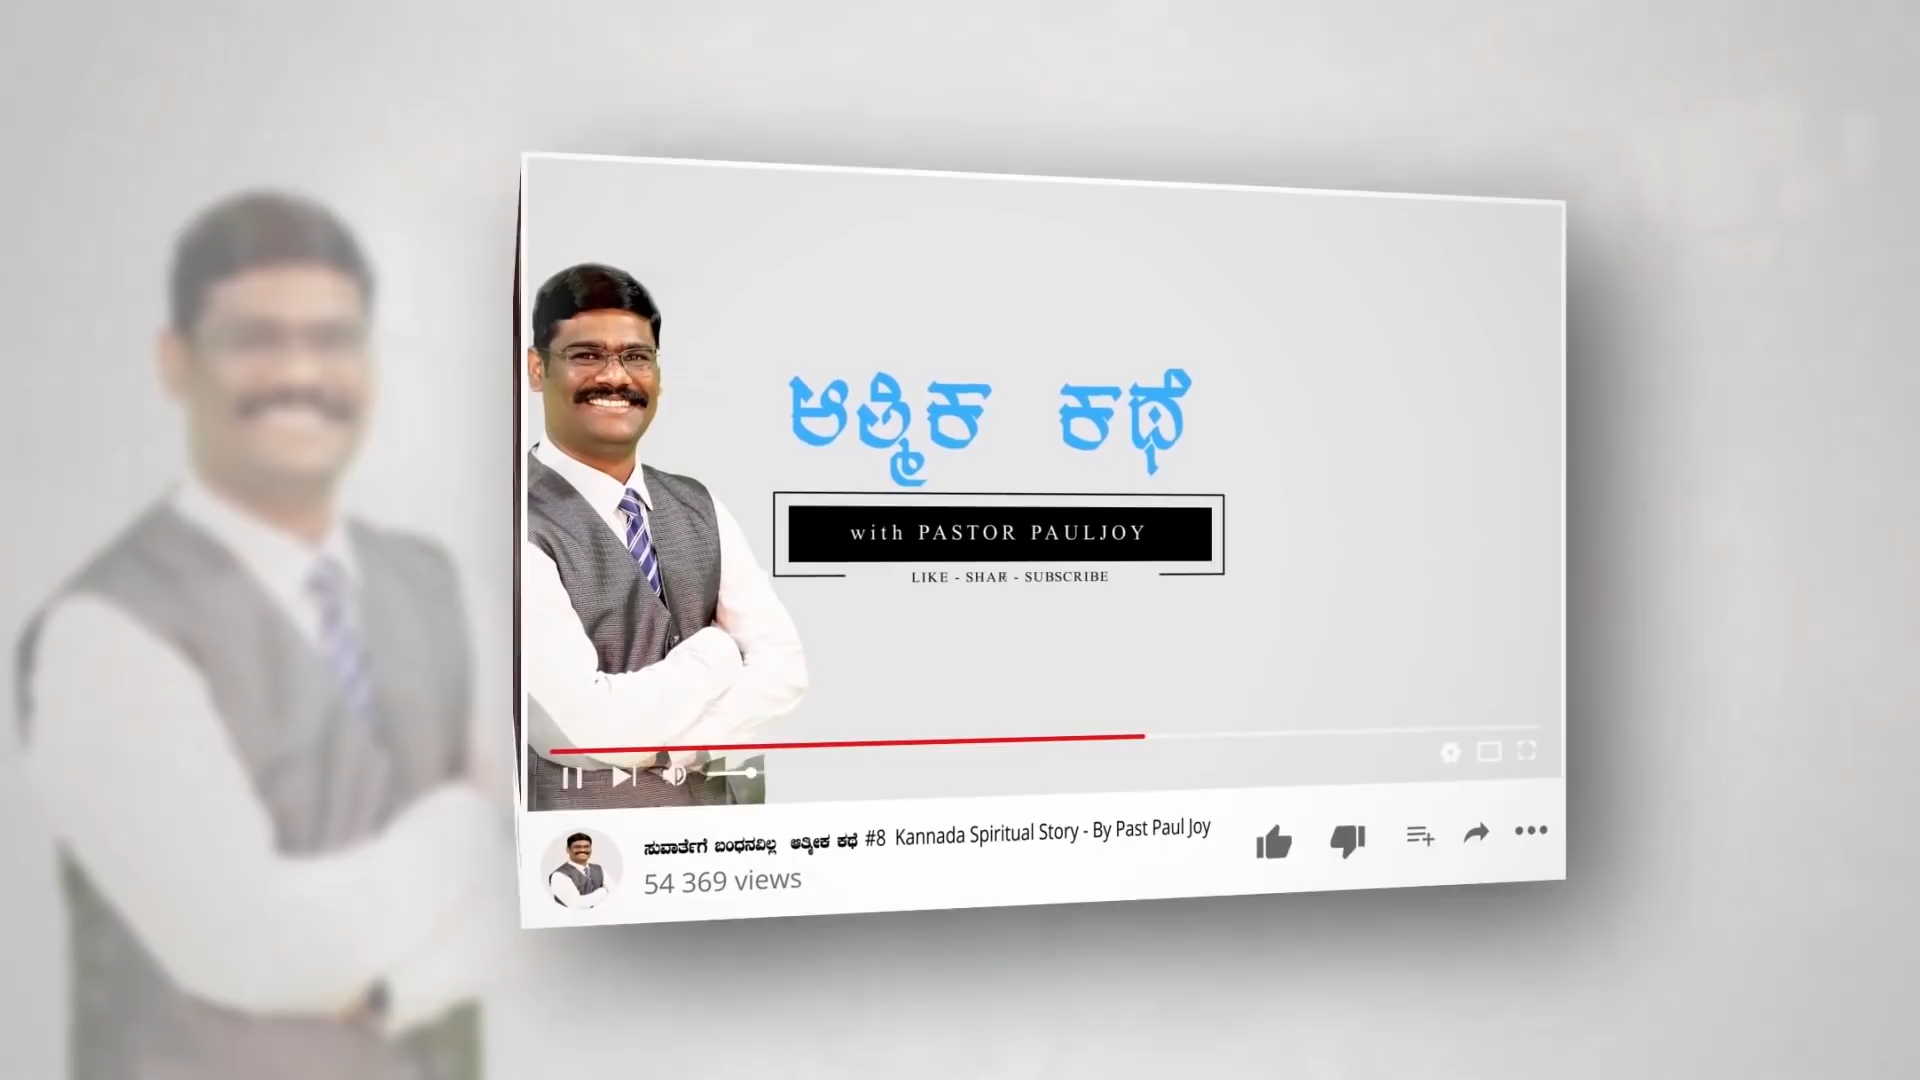 ಆತ್ಮಿಕ ಕಥೆ
with PASTOR PAULJOY
LIKE - SHAR - SUBSCRIBE
ಸುವಾರ್ತೆಗೆ ಬಂಧನವಿಲ್ಲ ಆತ್ಮೀಕ ಕಥೆ #8 Kannada Spiritual Story - By Past Paul Joy
54 369 views